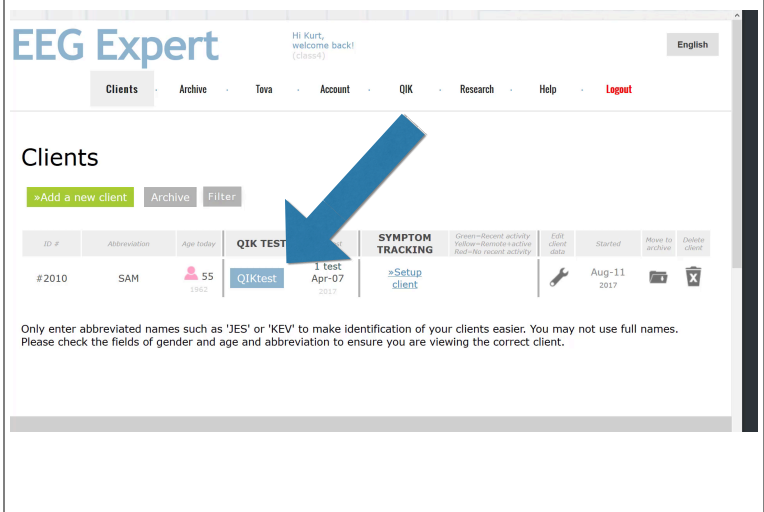 EEG Expert
Hi Kurt,
welcome back!
(class4)
English
Clients · Archive · Tova · Account · QIK · Research · Help · Logout
Clients
»Add a new client Archive Filter
ID # Abbreviation Age today QIK TEST SYMPTOM TRACKING Green=Recent activity Yellow=Remote+active Red=No recent activity Edit client data Started Move to archive Delete client
#2010 SAM 55 QIKtest 1 test Apr-07 »Setup client Aug-11
1962 2017 2017
Only enter abbreviated names such as 'JES' or 'KEV' to make identification of your clients easier. You may not use full names.
Please check the fields of gender and age and abbreviation to ensure you are viewing the correct client.